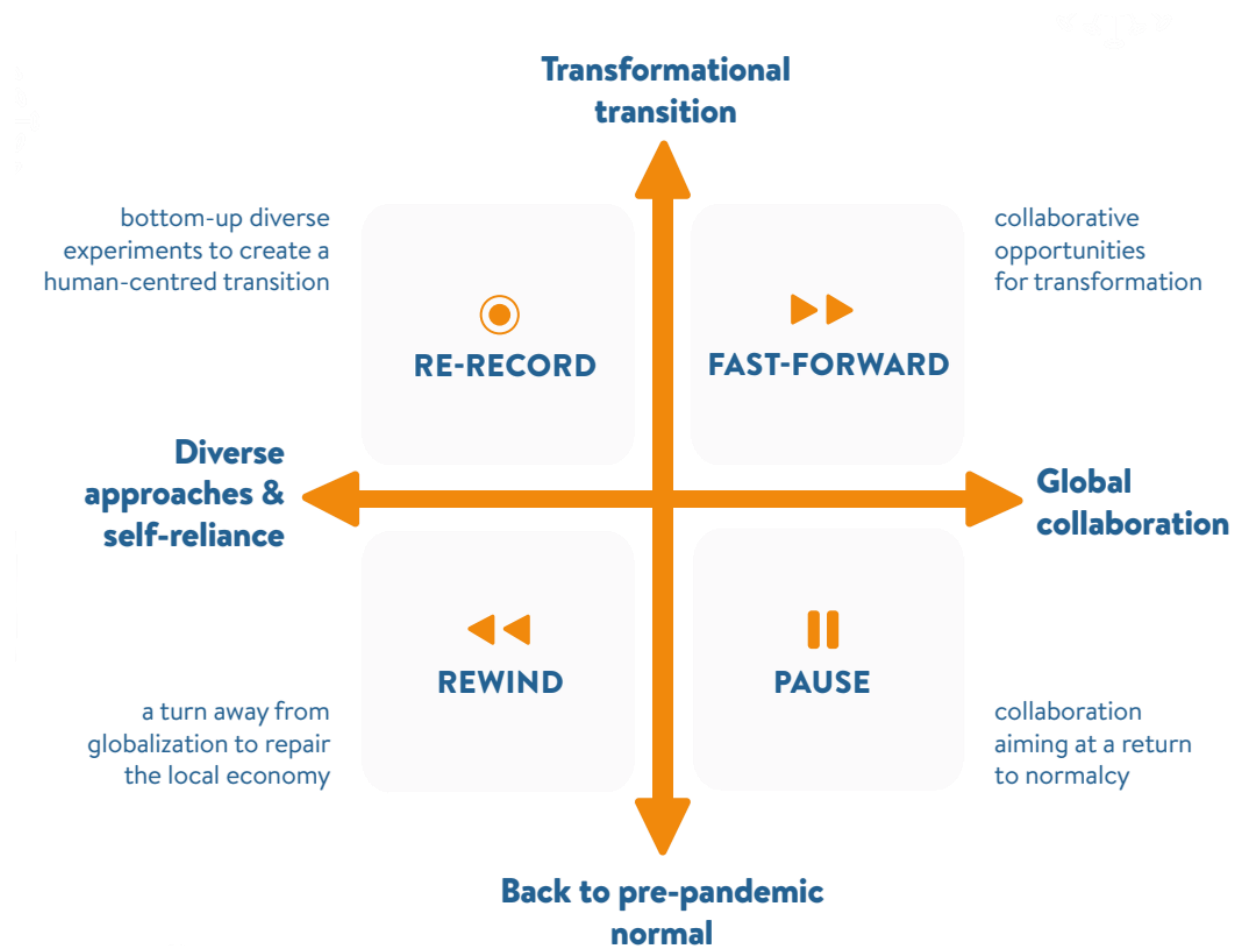 Transformational
transition
bottom-up diverse
experiments to create a
human-centred transition
collaborative
opportunities
for transformation
RE-RECORD
FAST-FORWARD
Diverse
approaches &
self-reliance
Global
collaboration
REWIND
PAUSE
a turn away from
globalization to repair
the local economy
collaboration
aiming at a return
to normalcy
Back to pre-pandemic
normal